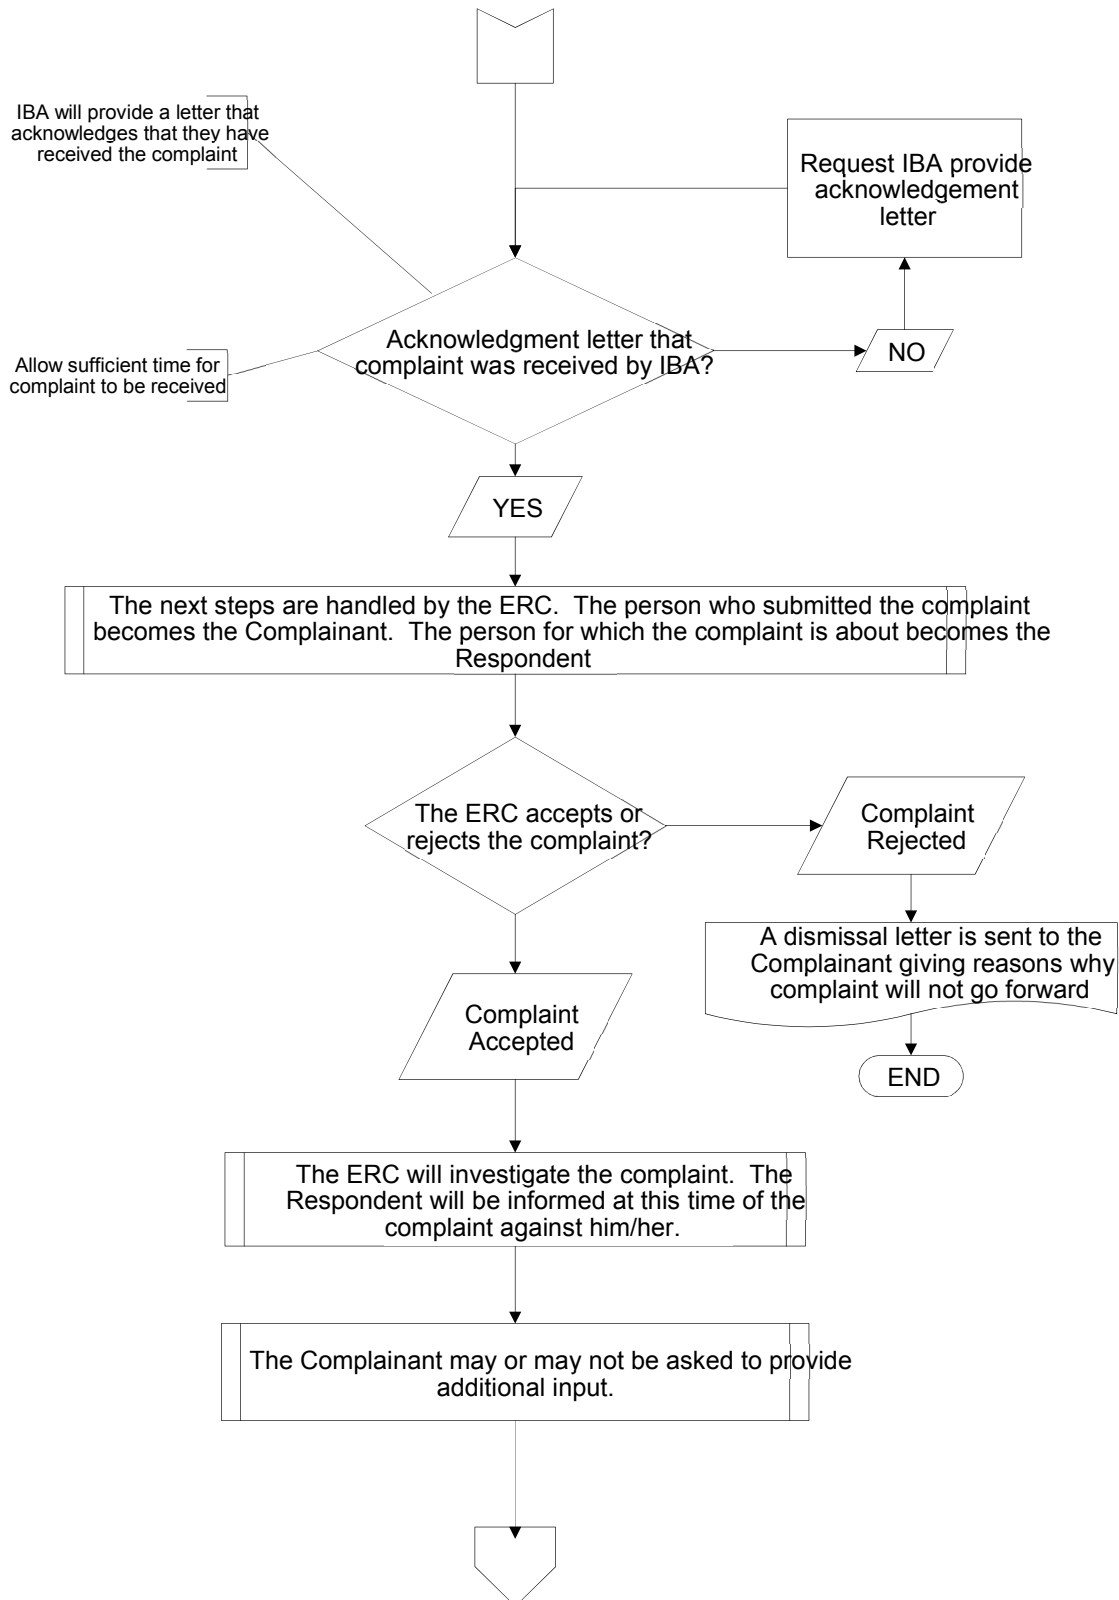 IBA will provide a letter that
acknowledges that they have
received the complaint
Request IBA provide
acknowledgement
letter
Acknowledgment letter that
complaint was received by IBA?
NO
Allow sufficient time for
complaint to be received
YES
The next steps are handled by the ERC.  The person who submitted the complaint
becomes the Complainant.  The person for which the complaint is about becomes the
Respondent
The ERC accepts or
rejects the complaint?
Complaint
Rejected
A dismissal letter is sent to the
Complainant giving reasons why
complaint will not go forward
END
Complaint
Accepted
The ERC will investigate the complaint.  The
Respondent will be informed at this time of the
complaint against him/her.
The Complainant may or may not be asked to provide
additional input.